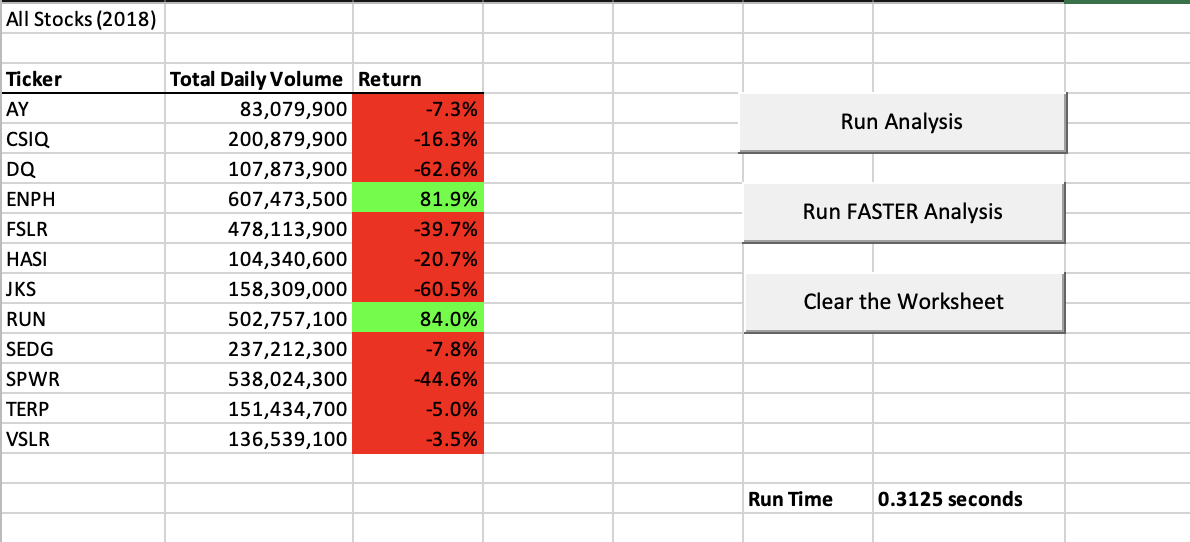 All Stocks (2018)
Ticker Total Daily Volume Return
AY 83,079,900 -7.3%
Run Analysis
CSIQ 200,879,900 -16.3%
DQ 107,873,900 -62.6%
ENPH 607,473,500 81.9%
Run FASTER Analysis
FSLR 478,113,900 -39.7%
HASI 104,340,600 -20.7%
JKS 158,309,000 -60.5%
Clear the Worksheet
RUN 502,757,100 84.0%
SEDG 237,212,300 -7.8%
SPWR 538,024,300 -44.6%
TERP 151,434,700 -5.0%
VSLR 136,539,100 -3.5%
Run Time 0.3125 seconds